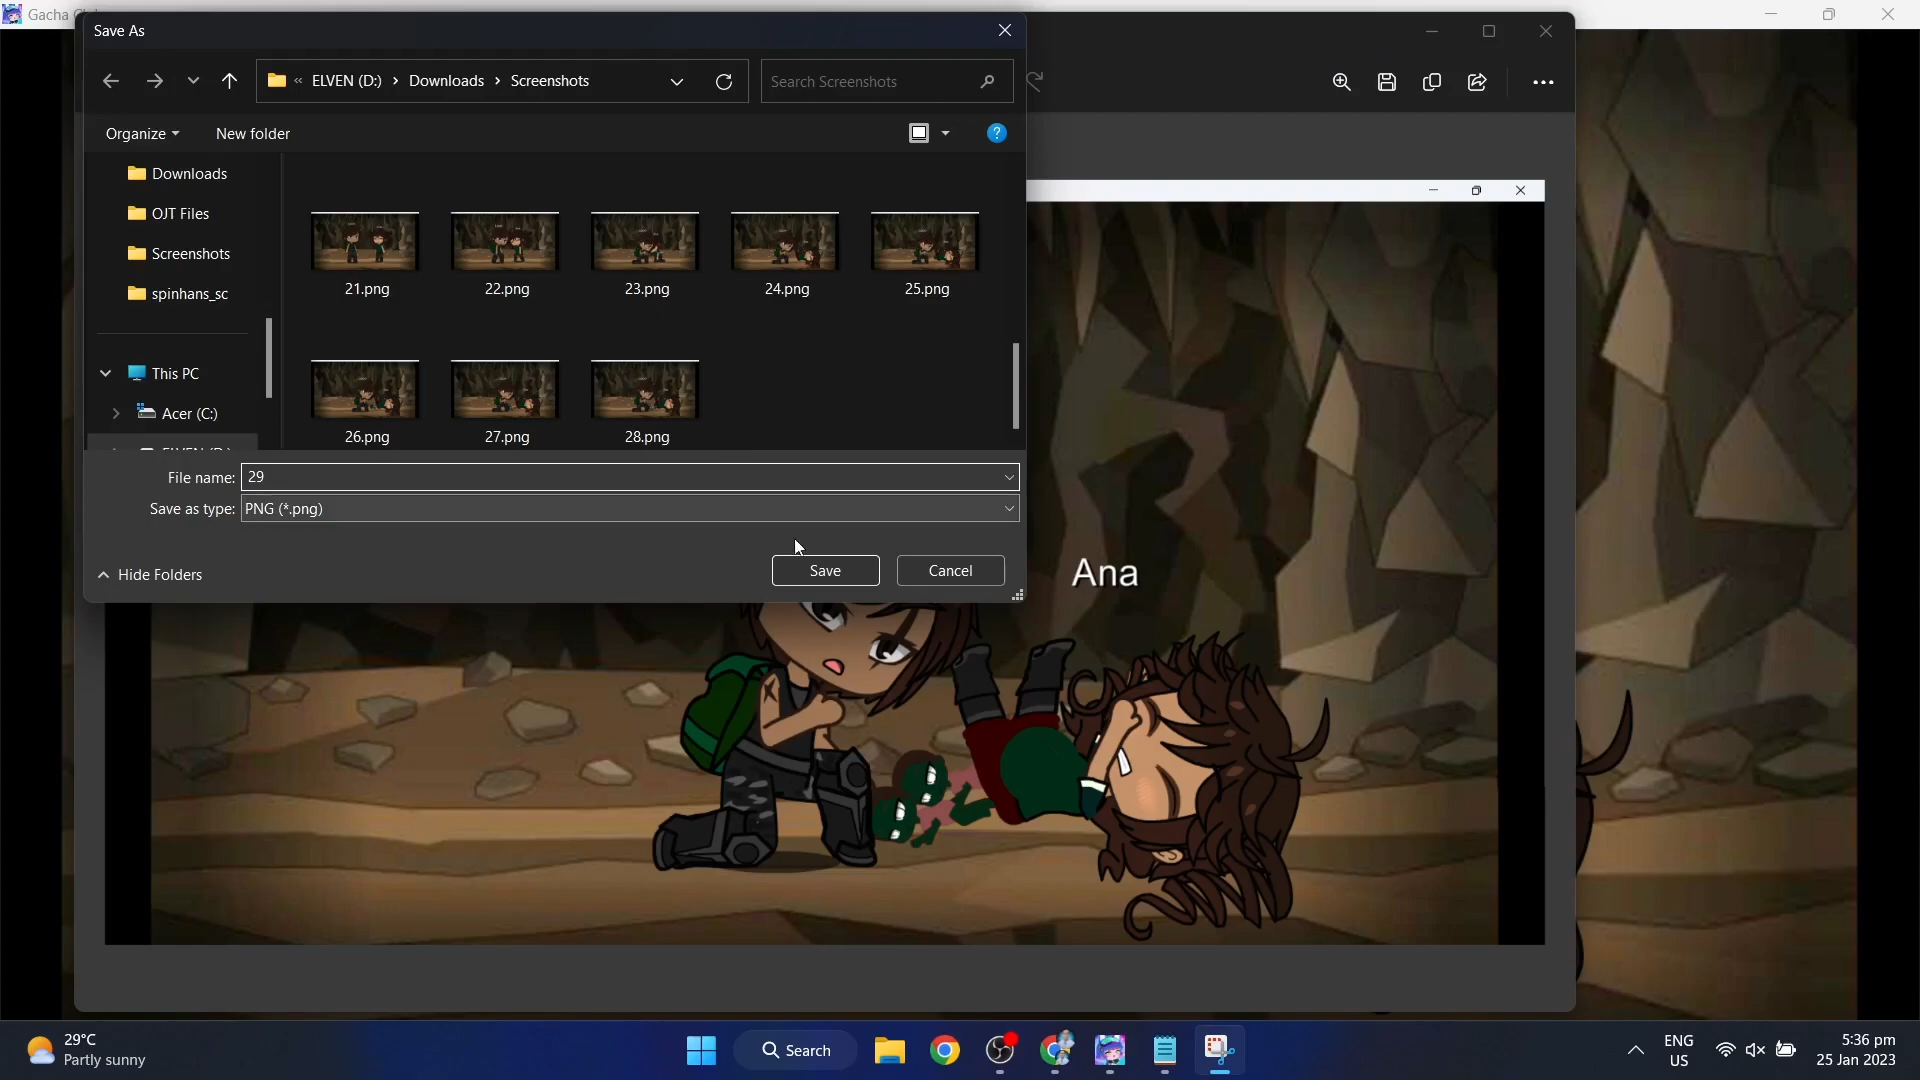 Gacha
Save As
« ELVEN (D:) > Downloads > Screenshots
Search Screenshots
Organize
New folder
Downloads
OJT Files
Screenshots
spinhans_sc
This PC
Acer (C:)
21.png
22.png
23.png
24.png
25.png
26.png
27.png
28.png
File name: 29
Save as type: PNG (*.png)
Hide Folders
Save
Cancel
Ana
29°C
Partly sunny
Search
ENG
US
5:36 pm
25 Jan 2023